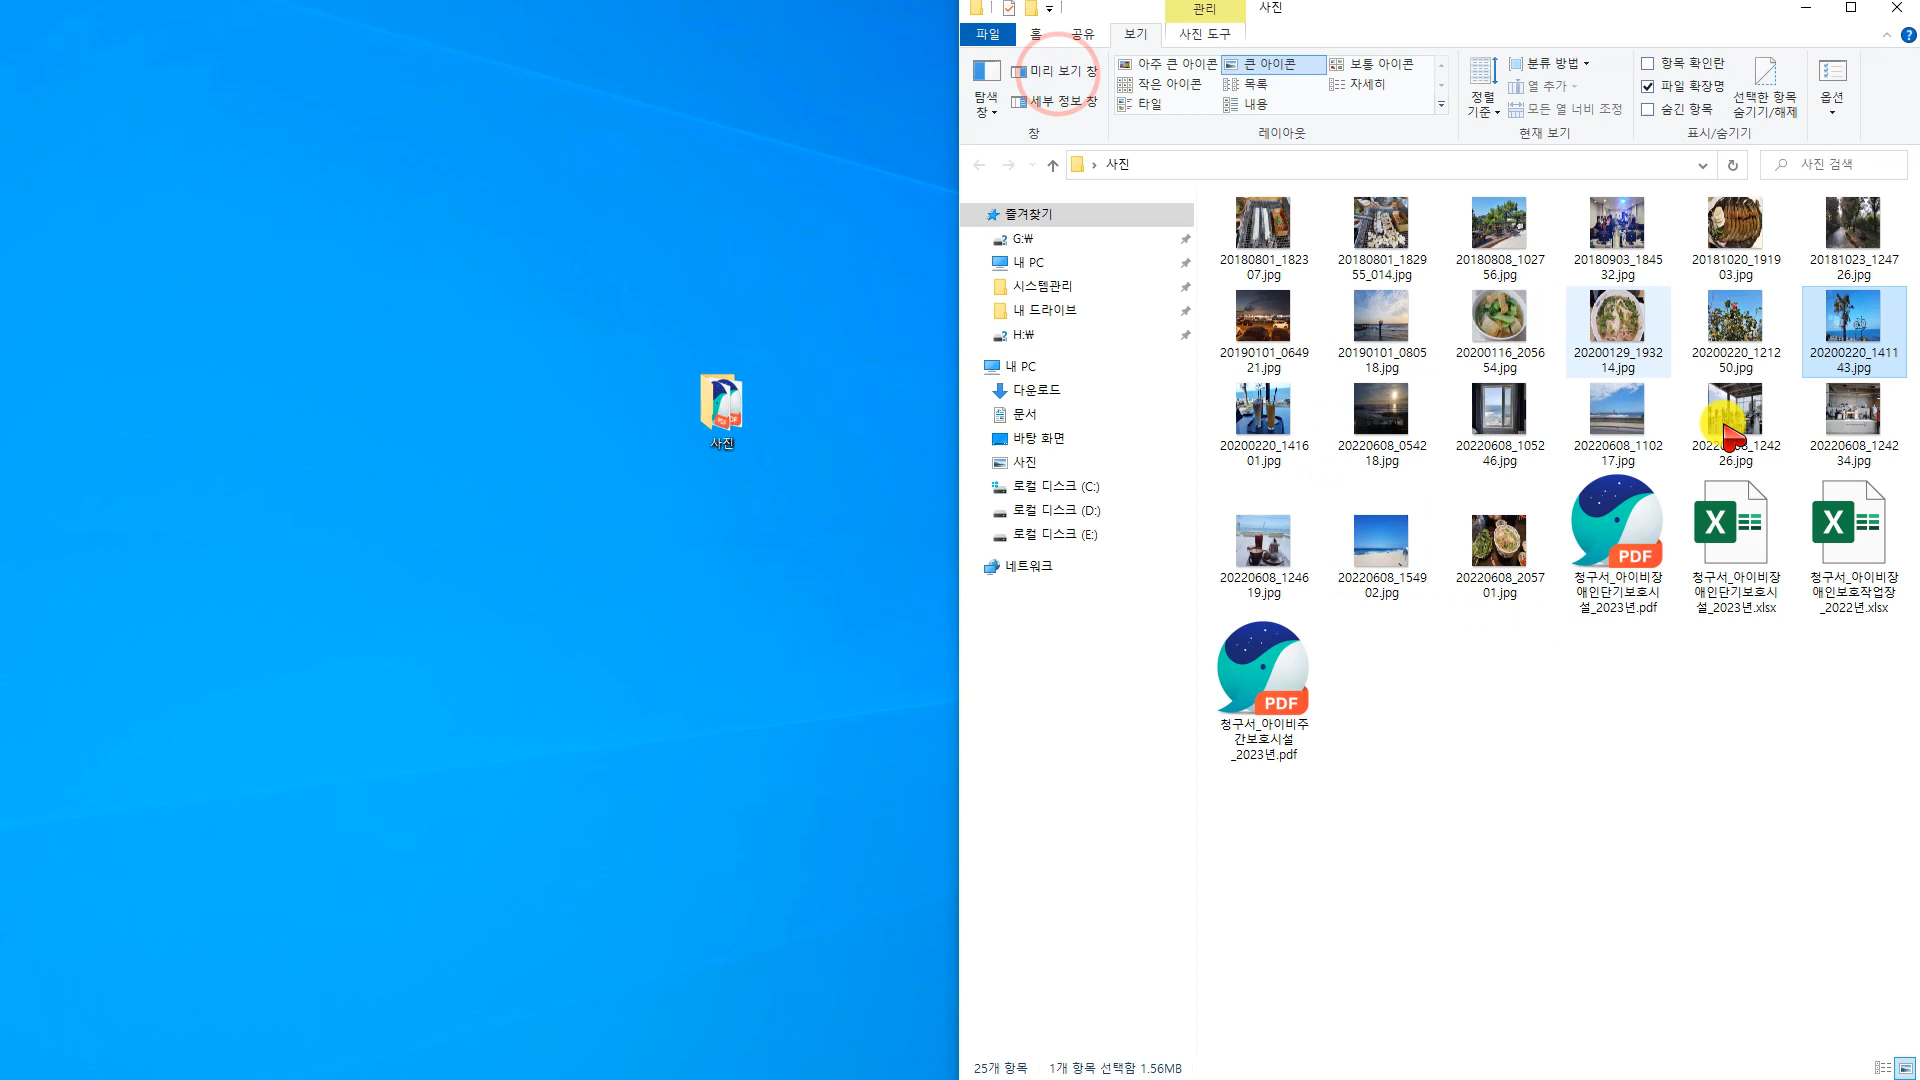 관리
사진
파일
홈
공유
보기
사진 도구
탐색
창
미리 보기 창
세부 정보 창
창
아주 큰 아이콘
큰 아이콘
보통 아이콘
작은 아이콘
목록
자세히
타일
내용
레이아웃
정렬
기준
분류 방법
열 추가
모든 열 너비 조정
현재 보기
항목 확인란
파일 확장명
숨긴 항목
선택한 항목
숨기기/해제
표시/숨기기
옵션
사진
사진 검색
즐겨찾기
G:₩
내 PC
시스템관리
내 드라이브
H:₩
내 PC
다운로드
문서
바탕 화면
사진
로컬 디스크 (C:)
로컬 디스크 (D:)
로컬 디스크 (E:)
네트워크
사진
20180801_1823
07.jpg
20180801_1829
55_014.jpg
20180808_1027
56.jpg
20180903_1845
32.jpg
20181020_1919
03.jpg
20181023_1247
26.jpg
20190101_0649
21.jpg
20190101_0805
18.jpg
20200116_2056
54.jpg
20200129_1932
14.jpg
20200220_1212
50.jpg
20200220_1411
43.jpg
20200220_1416
01.jpg
20220608_0542
18.jpg
20220608_1052
46.jpg
20220608_1102
17.jpg
20220608_1242
26.jpg
20220608_1242
34.jpg
20220608_1246
19.jpg
20220608_1549
02.jpg
20220608_2057
01.jpg
PDF
청구서_아이비장
애인단기보호시
설_2023년.pdf
X
청구서_아이비장
애인단기보호시
설_2023년.xlsx
X
청구서_아이비장
애인보호작업장
_2022년.xlsx
PDF
청구서_아이비주
간보호시설
_2023년.pdf
25개 항목
1개 항목 선택함 1.56MB